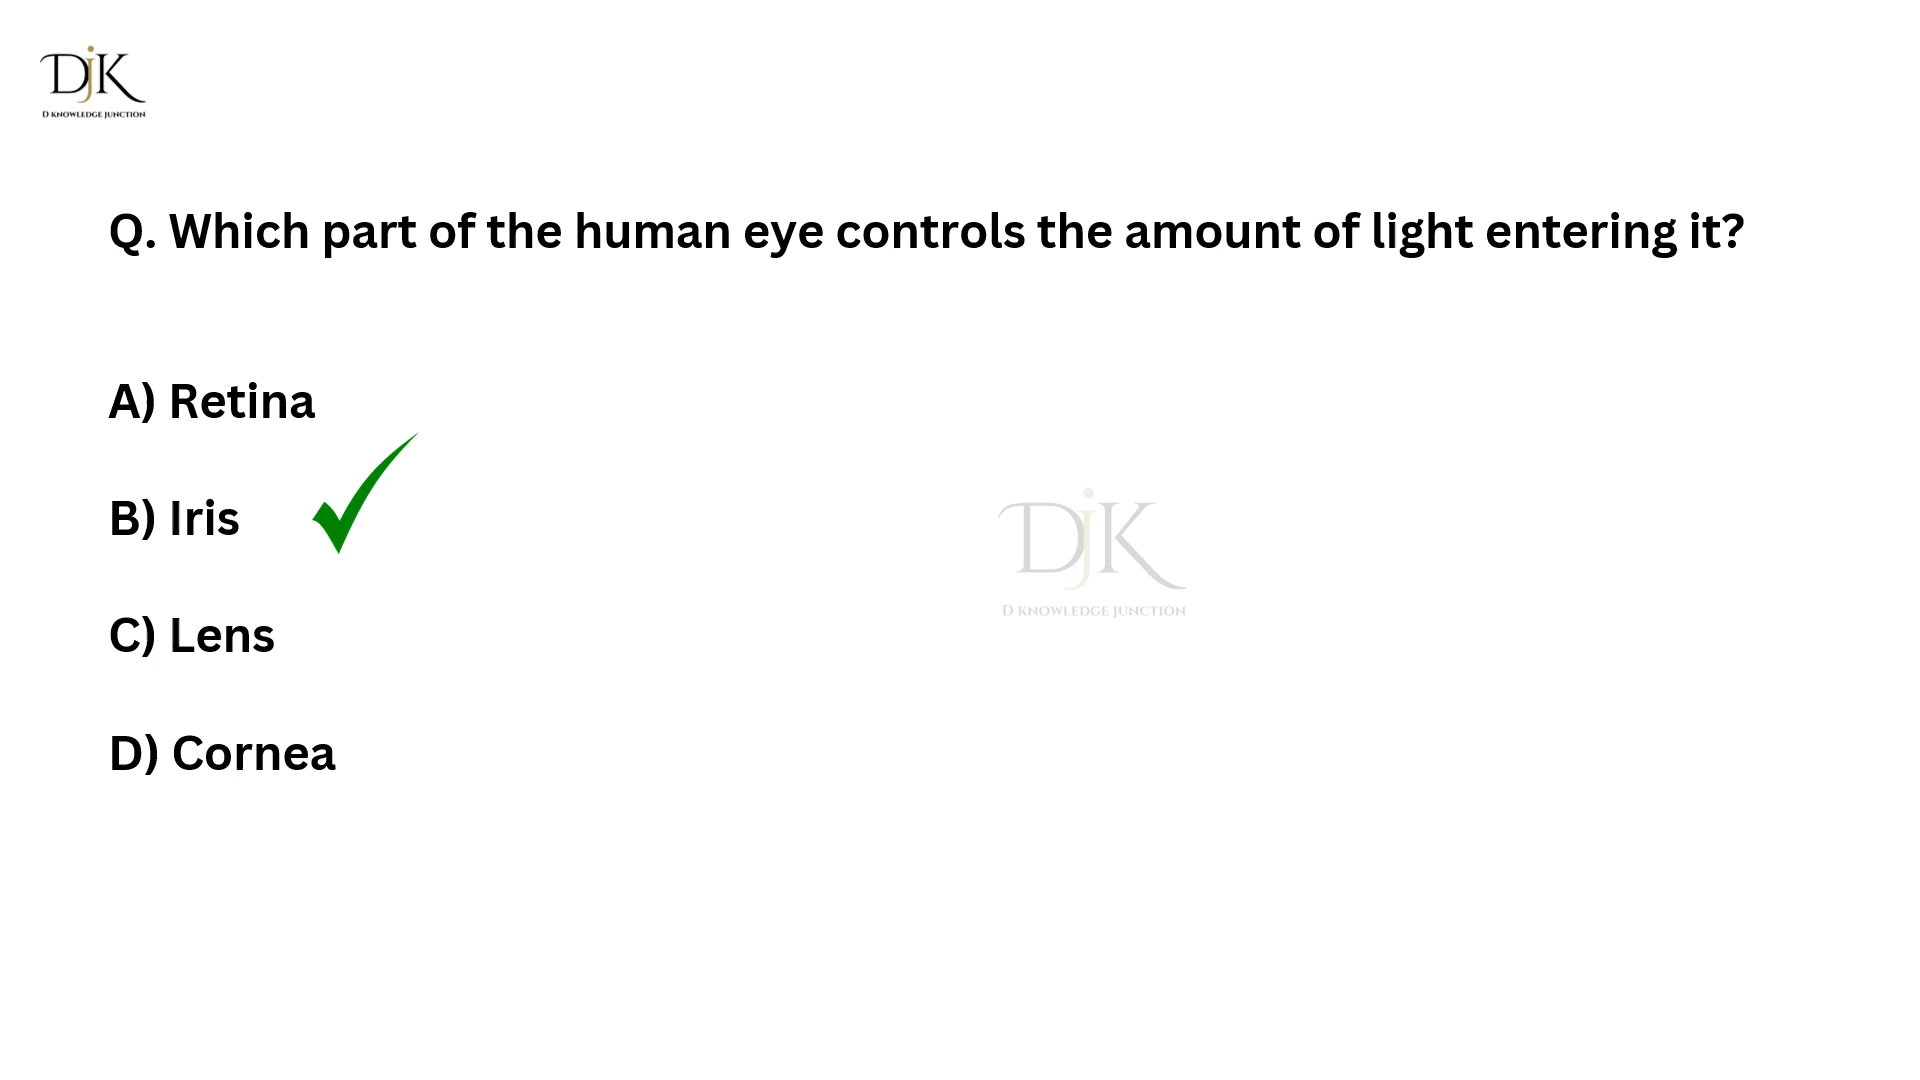 DjK
D KNOWLEDGE JUNCTION
Q. Which part of the human eye controls the amount of light entering it?
A) Retina
B) Iris
C) Lens
D) Cornea
DjK
D KNOWLEDGE JUNCTION